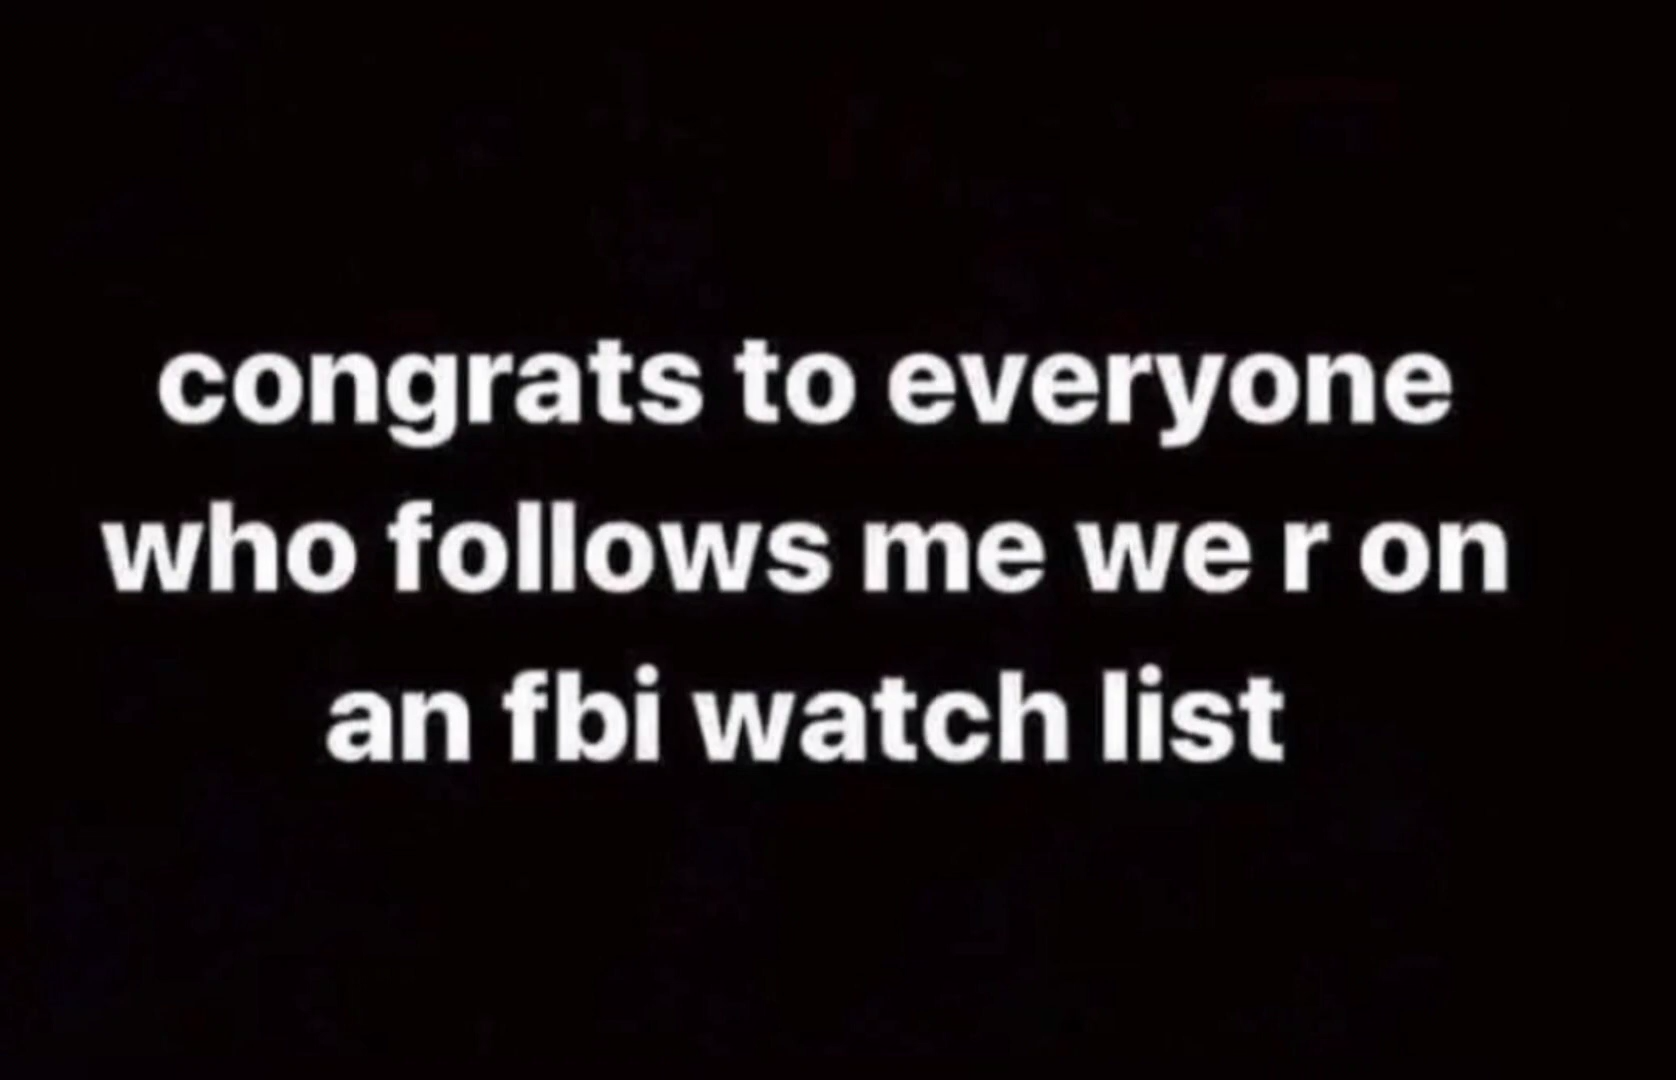 congrats to everyone
who follows me we r on
an fbi watch list